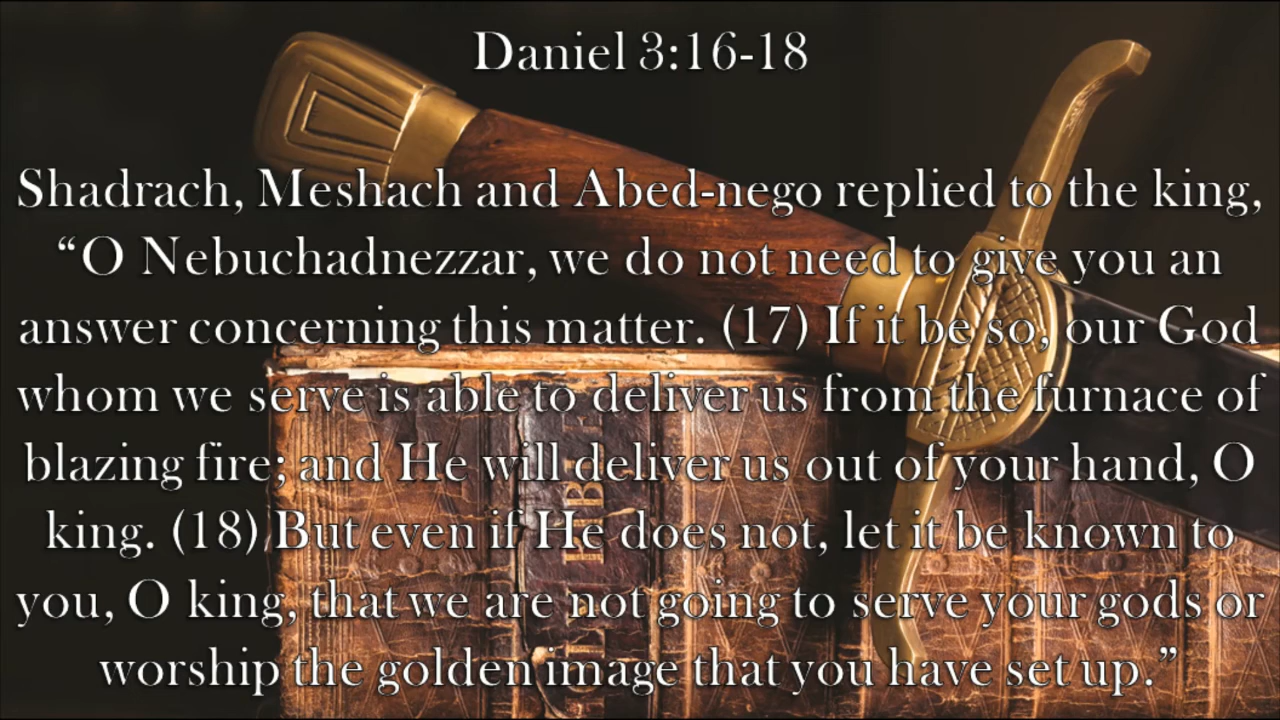 Daniel 3:16-18
Shadrach, Meshach and Abed-nego replied to the king,
“O Nebuchadnezzar, we do not need to give you an
answer concerning this matter. (17) If it be so, our God
whom we serve is able to deliver us from the furnace of
blazing fire; and He will deliver us out of your hand, O
king. (18) But even if He does not, let it be known to
you, O king, that we are not going to serve your gods or
worship the golden image that you have set up.”